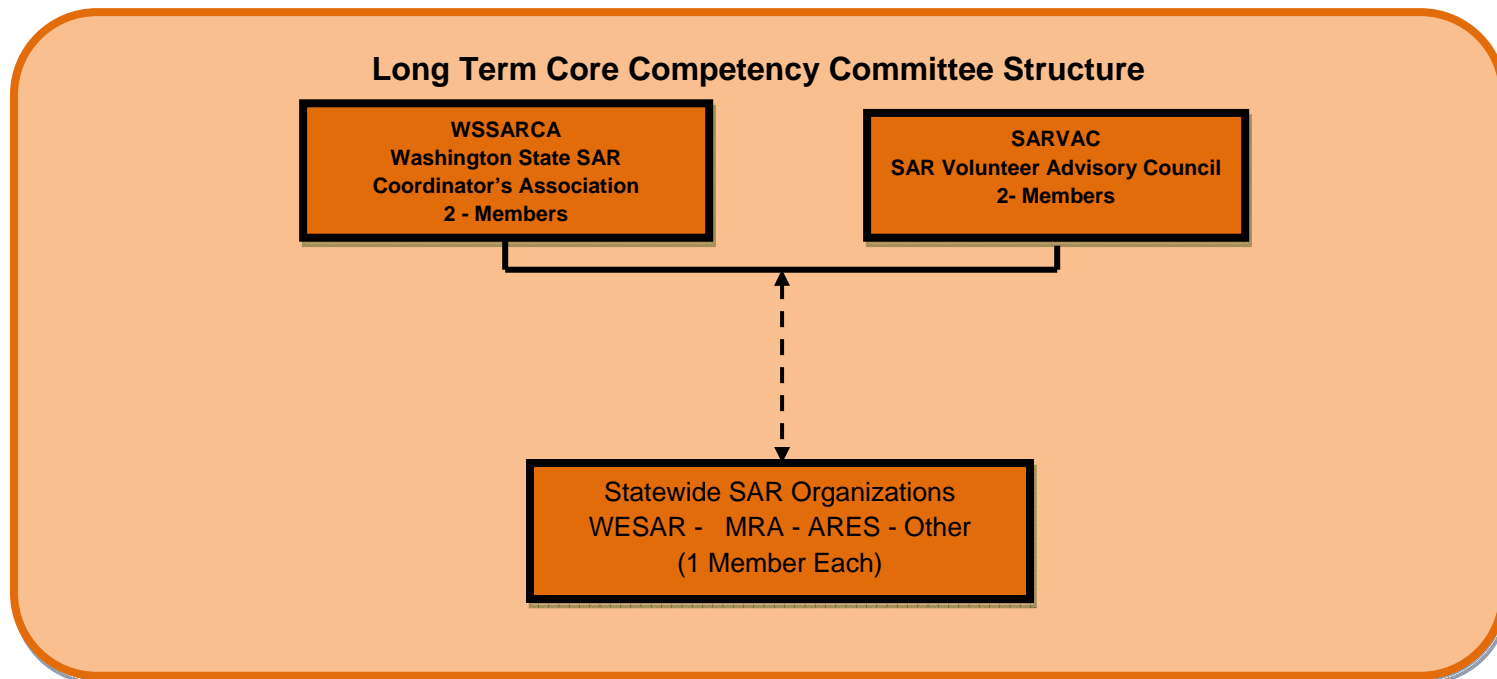 Long Term Core Competency Committee Structure
WSSARCA
Washington State SAR
Coordinator’s Association
2 - Members
SARVAC
SAR Volunteer Advisory Council
2- Members
Statewide SAR Organizations
WESAR -   MRA - ARES - Other
(1 Member Each)